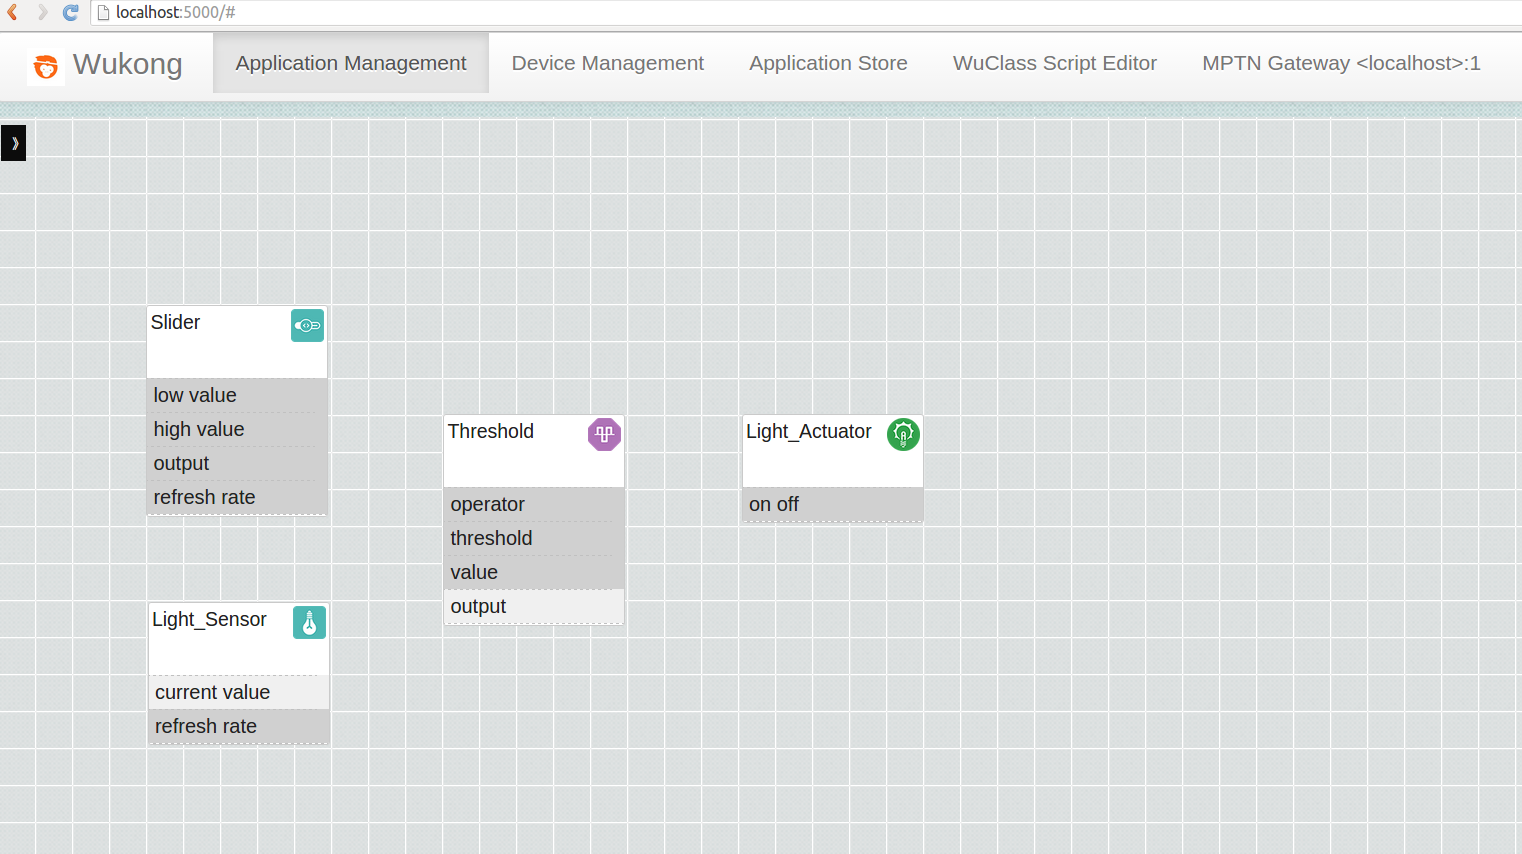 localhost:5000/#
Wukong Application Management Device Management Application Store WuClass Script Editor MPTN Gateway <localhost>:1
》
Slider
low value
high value
output
refresh rate
Threshold
operator
threshold
value
output
Light_Actuator
on off
Light_Sensor
current value
refresh rate